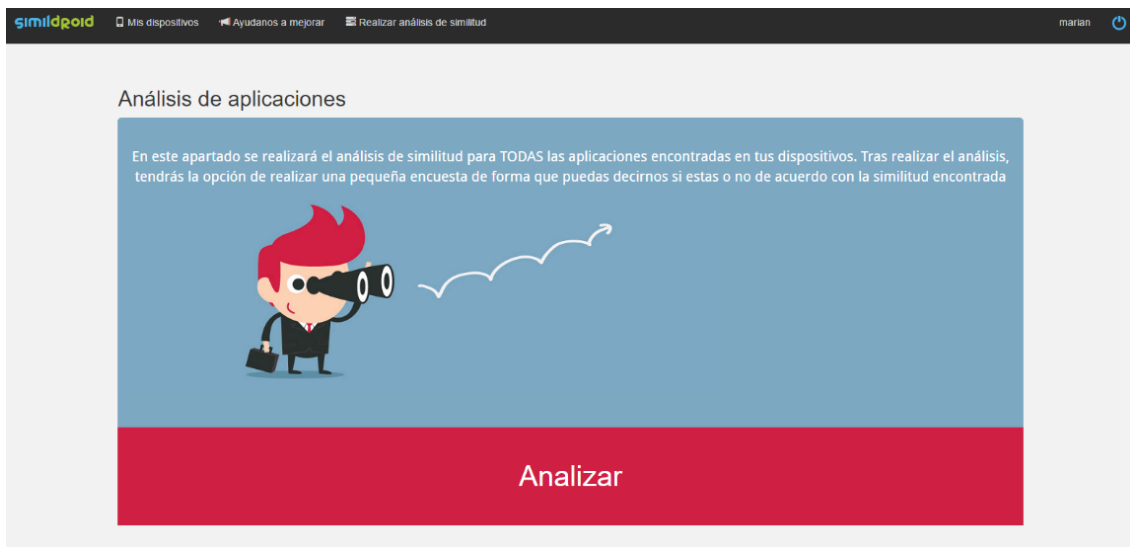 simildroid Mis dispositivos Ayudanos a mejorar Realizar análisis de similitud marian
Análisis de aplicaciones
En este apartado se realizará el análisis de similitud para TODAS las aplicaciones encontradas en tus dispositivos. Tras realizar el análisis,
tendrás la opción de realizar una pequeña encuesta de forma que puedas decirnos si estas o no de acuerdo con la similitud encontrada
Analizar